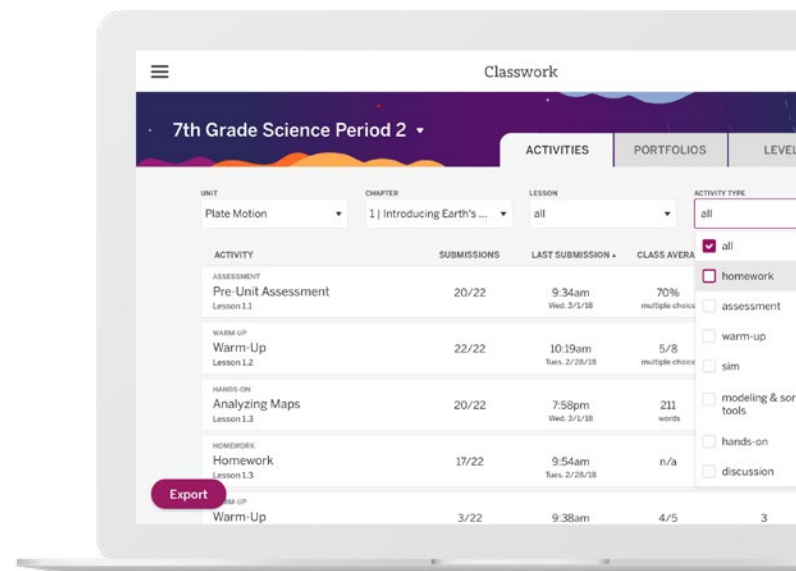 Classwork
7th Grade Science Period 2
ACTIVITIES PORTFOLIOS LEVEL
UNIT CHAPTER LESSON ACTIVITY TYPE
Plate Motion 1 | Introducing Earth's ... all all
ACTIVITY SUBMISSIONS LAST SUBMISSION CLASS AVERA
all
homework
assessment
warm-up
sim
modeling & sor
tools
hands-on
discussion
ASSESSMENT
Pre-Unit Assessment 20/22 9:34am 70%
Lesson 1.1 Wed. 3/1/18 multiple choice
WARM-UP
Warm-Up 22/22 10:19am 5/8
Lesson 1.2 Tues. 2/28/18 multiple choice
HANDS-ON
Analyzing Maps 20/22 7:58pm 211
Lesson 1.3 Wed. 3/1/18 words
HOMEWORK
Homework 17/22 9:54am n/a
Lesson 1.3 Tues. 2/28/18
Export
RM-UP
Warm-Up 3/22 9:38am 4/5 3